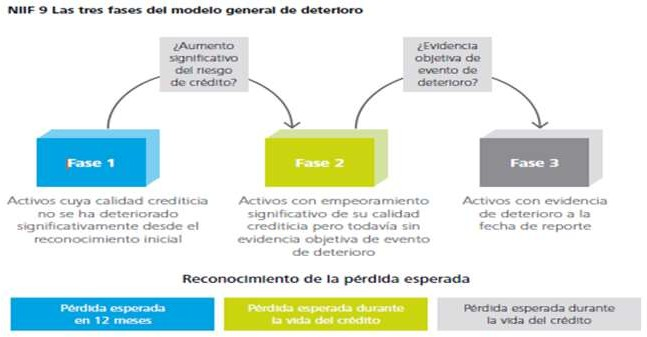 NIIF 9 Las tres fases del modelo general de deterioro
¿Aumento
significativo
del riesgo
de crédito?
¿Evidencia
objetiva de
evento de
deterioro?
Fase 1
Fase 2
Fase 3
Activos cuya calidad crediticia
no se ha deteriorado
significativamente desde el
reconocimiento inicial
Activos con empeoramiento
significativo de su calidad
crediticia pero todavía sin
evidencia objetiva de evento
de deterioro
Activos con evidencia
de deterioro a la
fecha de reporte
Reconocimiento de la pérdida esperada
Pérdida esperada
en 12 meses
Pérdida esperada durante
la vida del crédito
Pérdida esperada durante
la vida del crédito